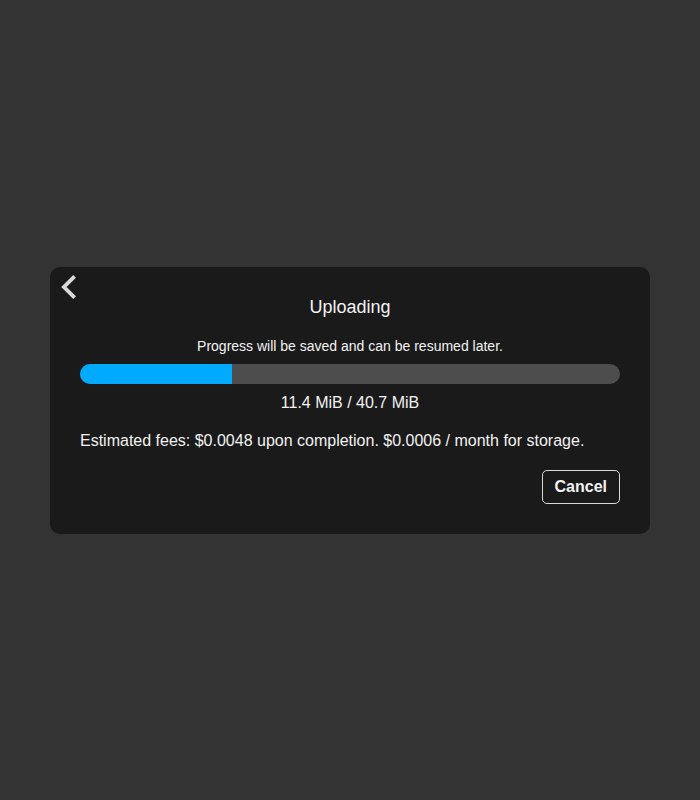 Uploading
Progress will be saved and can be resumed later.
11.4 MiB / 40.7 MiB
Estimated fees: $0.0048 upon completion. $0.0006 / month for storage.
Cancel